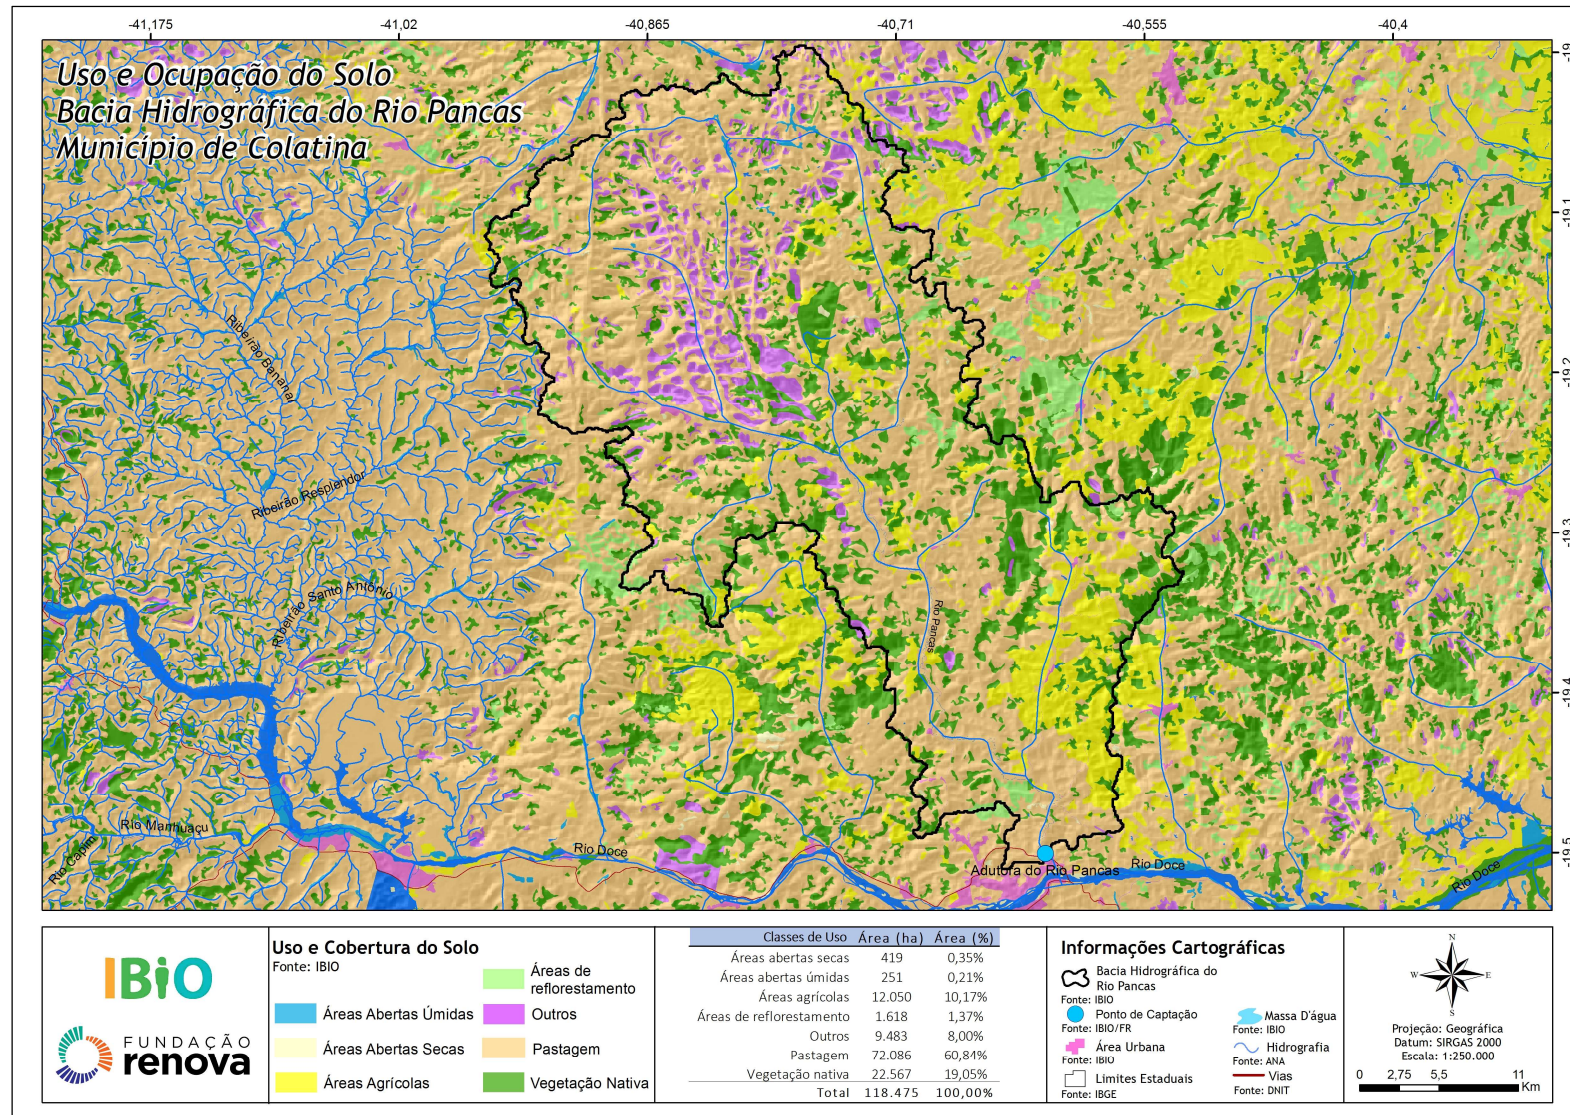 -41,175
-41,02
-40,865
-40,71
-40,555
-40,4
Uso e Ocupação do Solo
Bacia Hidrográfica do Rio Pancas
Município de Colatina
-19
-19,1
-19,2
-19,3
-19,4
-19,5
Ribeirão Bananal
Ribeirão Resplendor
Ribeirão Santo Antônio
Rio Pancas
Rio Manhuaçu
Rio Capim
Rio Doce
Adutora do Rio Pancas
Rio Doce
Rio Doce
IBiO
FUNDAÇÃO
renova
Uso e Cobertura do Solo
Fonte: IBIO
Áreas Abertas Úmidas
Áreas Abertas Secas
Áreas Agrícolas
Áreas de
reflorestamento
Outros
Pastagem
Vegetação Nativa
Classes de Uso Área (ha) Área (%)
Áreas abertas secas 419 0,35%
Áreas abertas úmidas 251 0,21%
Áreas agrícolas 12.050 10,17%
Áreas de reflorestamento 1.618 1,37%
Outros 9.483 8,00%
Pastagem 72.086 60,84%
Vegetação nativa 22.567 19,05%
Total 118.475 100,00%
Informações Cartográficas
Bacia Hidrográfica do
Rio Pancas
Fonte: IBIO
Ponto de Captação
Fonte: IBIO/FR
Área Urbana
Fonte: IBIO
Limites Estaduais
Fonte: IBGE
Massa D'água
Fonte: IBIO
Hidrografia
Fonte: ANA
Vias
Fonte: DNIT
N
W E
S
Projeção: Geográfica
Datum: SIRGAS 2000
Escala: 1:250.000
0 2,75 5,5 11
Km